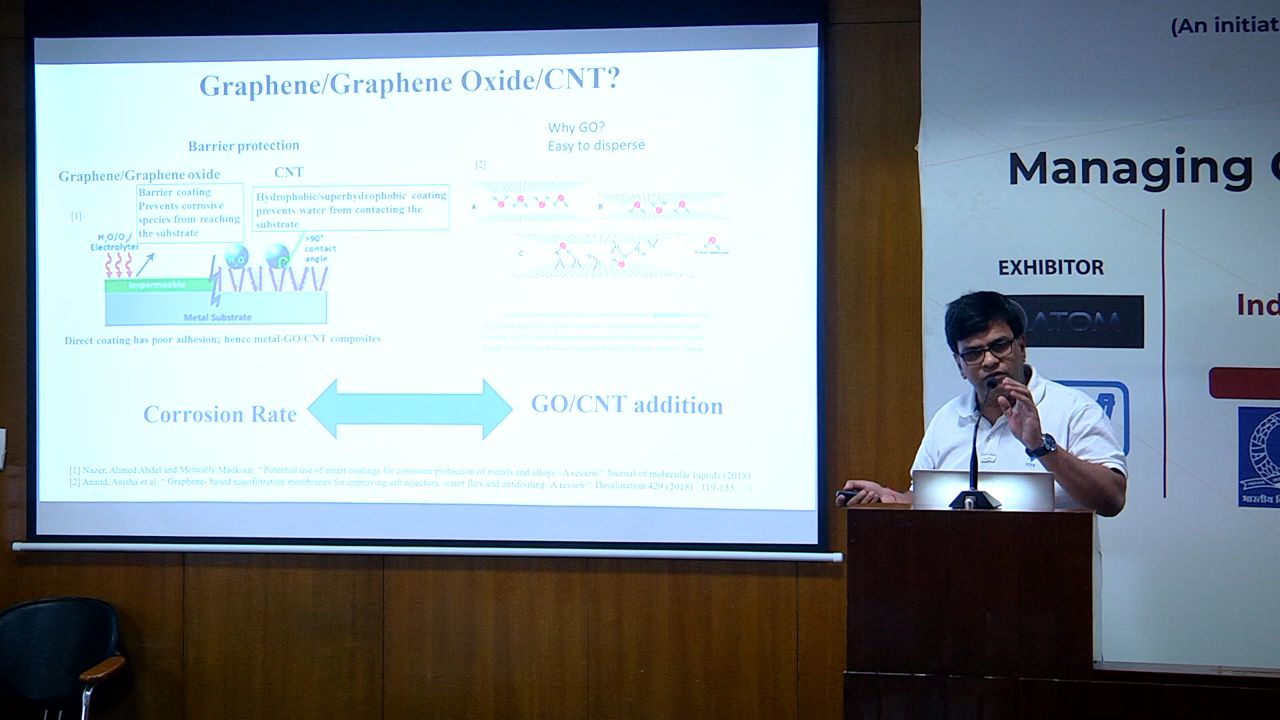 Graphene/Graphene Oxide/CNT?
Barrier protection
Graphene/Graphene oxide
CNT
Barrier coating
Prevents corrosive
species from reaching
the substrate
Hydrophobic/superhydrophobic coating
prevents water from contacting the
substrate
[1]
H₂O/O₂/
Electrolyte
>90°
contact
angle
Impermeable
Metal Substrate
Direct coating has poor adhesion; hence metal-GO/CNT composites
Why GO?
Easy to disperse
[2]
A
B
C
Corrosion Rate
GO/CNT addition
[1] Nazer, Ahmed Abdel and Metwally Madkour. " Potential use of smart coatings for corrosion protection of metals and alloys : A review." Journal of molecular liquids (2018)
[2] Anand, Anisha et al. " Graphene- based nanofiltration membranes for improving salt rejection, water flux and antifouling- A review", Desalination 429 (2018) : 119-133
(An initiat
Managing
EXHIBITOR
ATOM
Ind
भारतीय वि